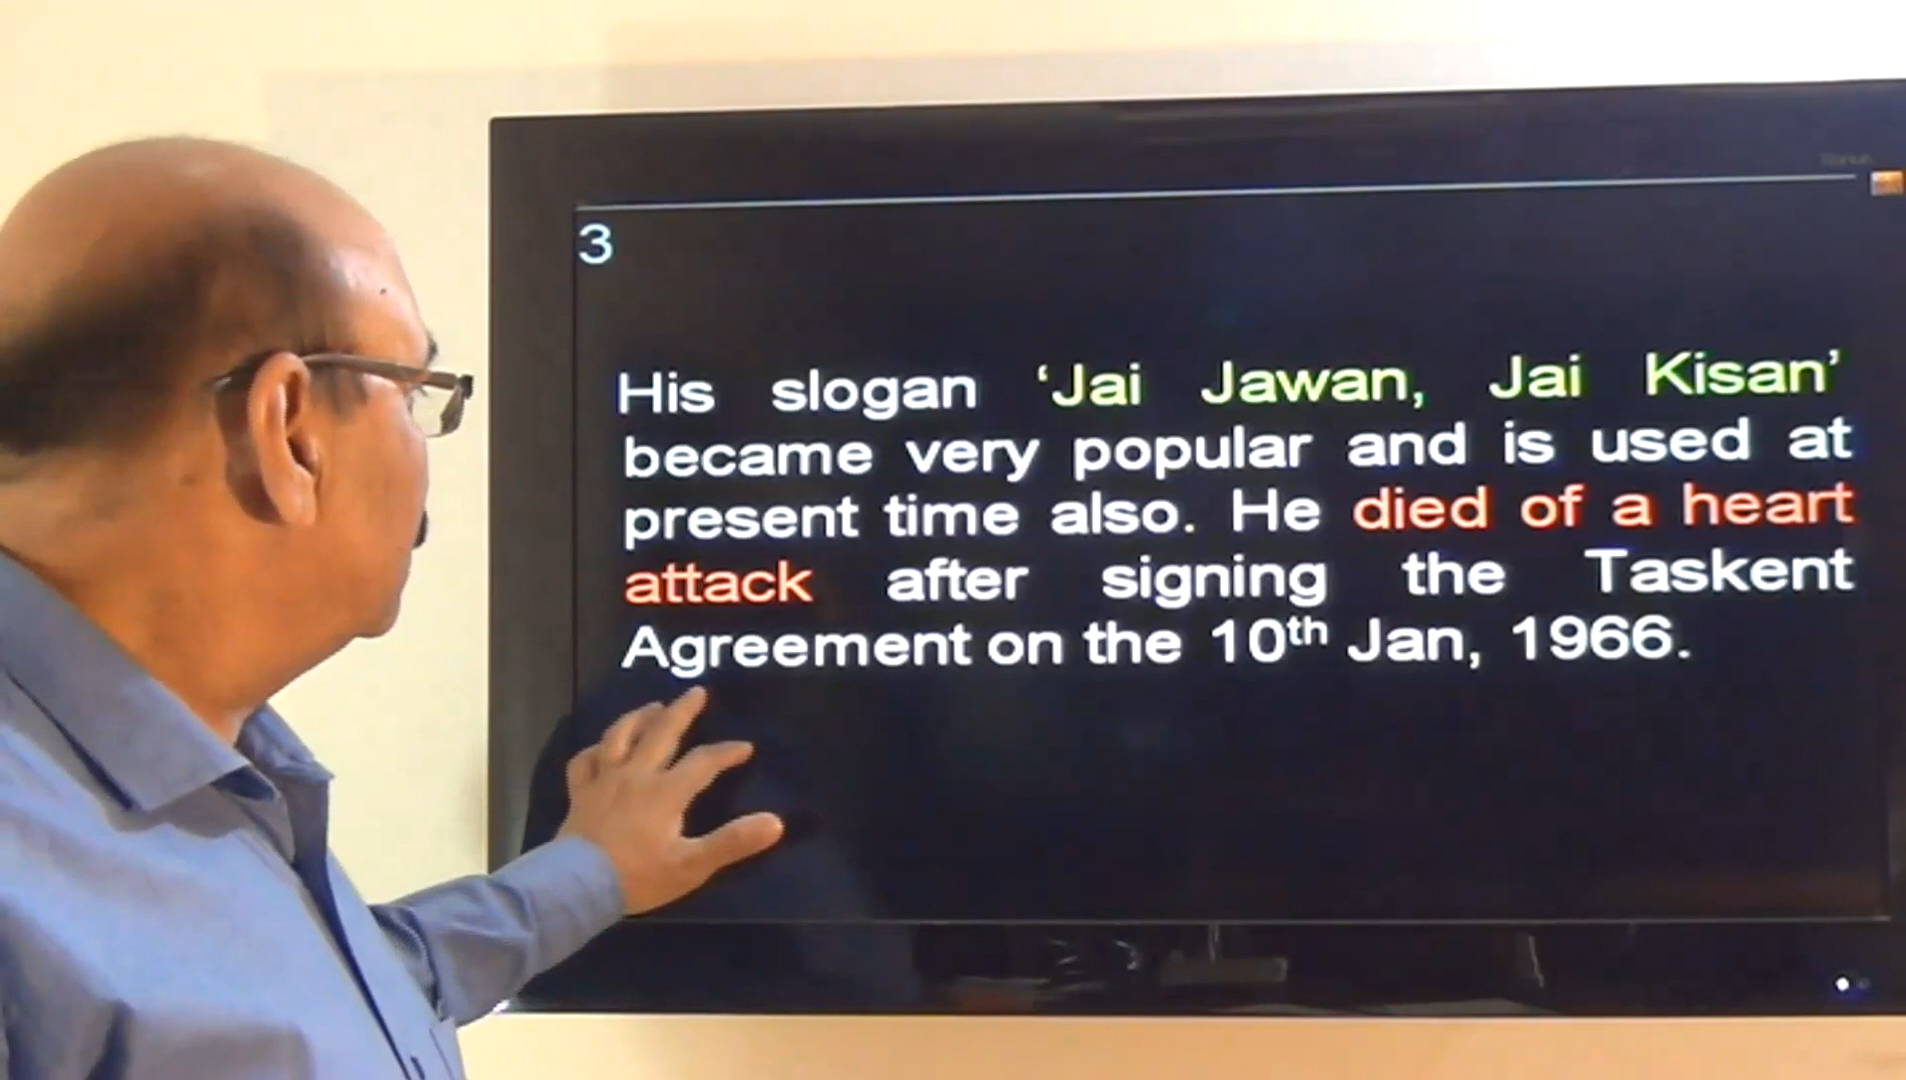 3
His slogan ‘Jai Jawan, Jai Kisan’
became very popular and is used at
present time also. He died of a heart
attack after signing the Taskent
Agreement on the 10th Jan, 1966.